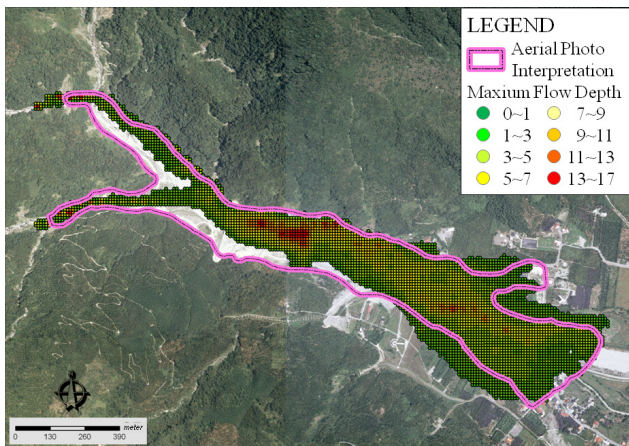 LEGEND
Aerial Photo
Interpretation
Maxium Flow Depth
0~1 7~9
1~3 9~11
3~5 11~13
5~7 13~17
meter
0 130 260 390